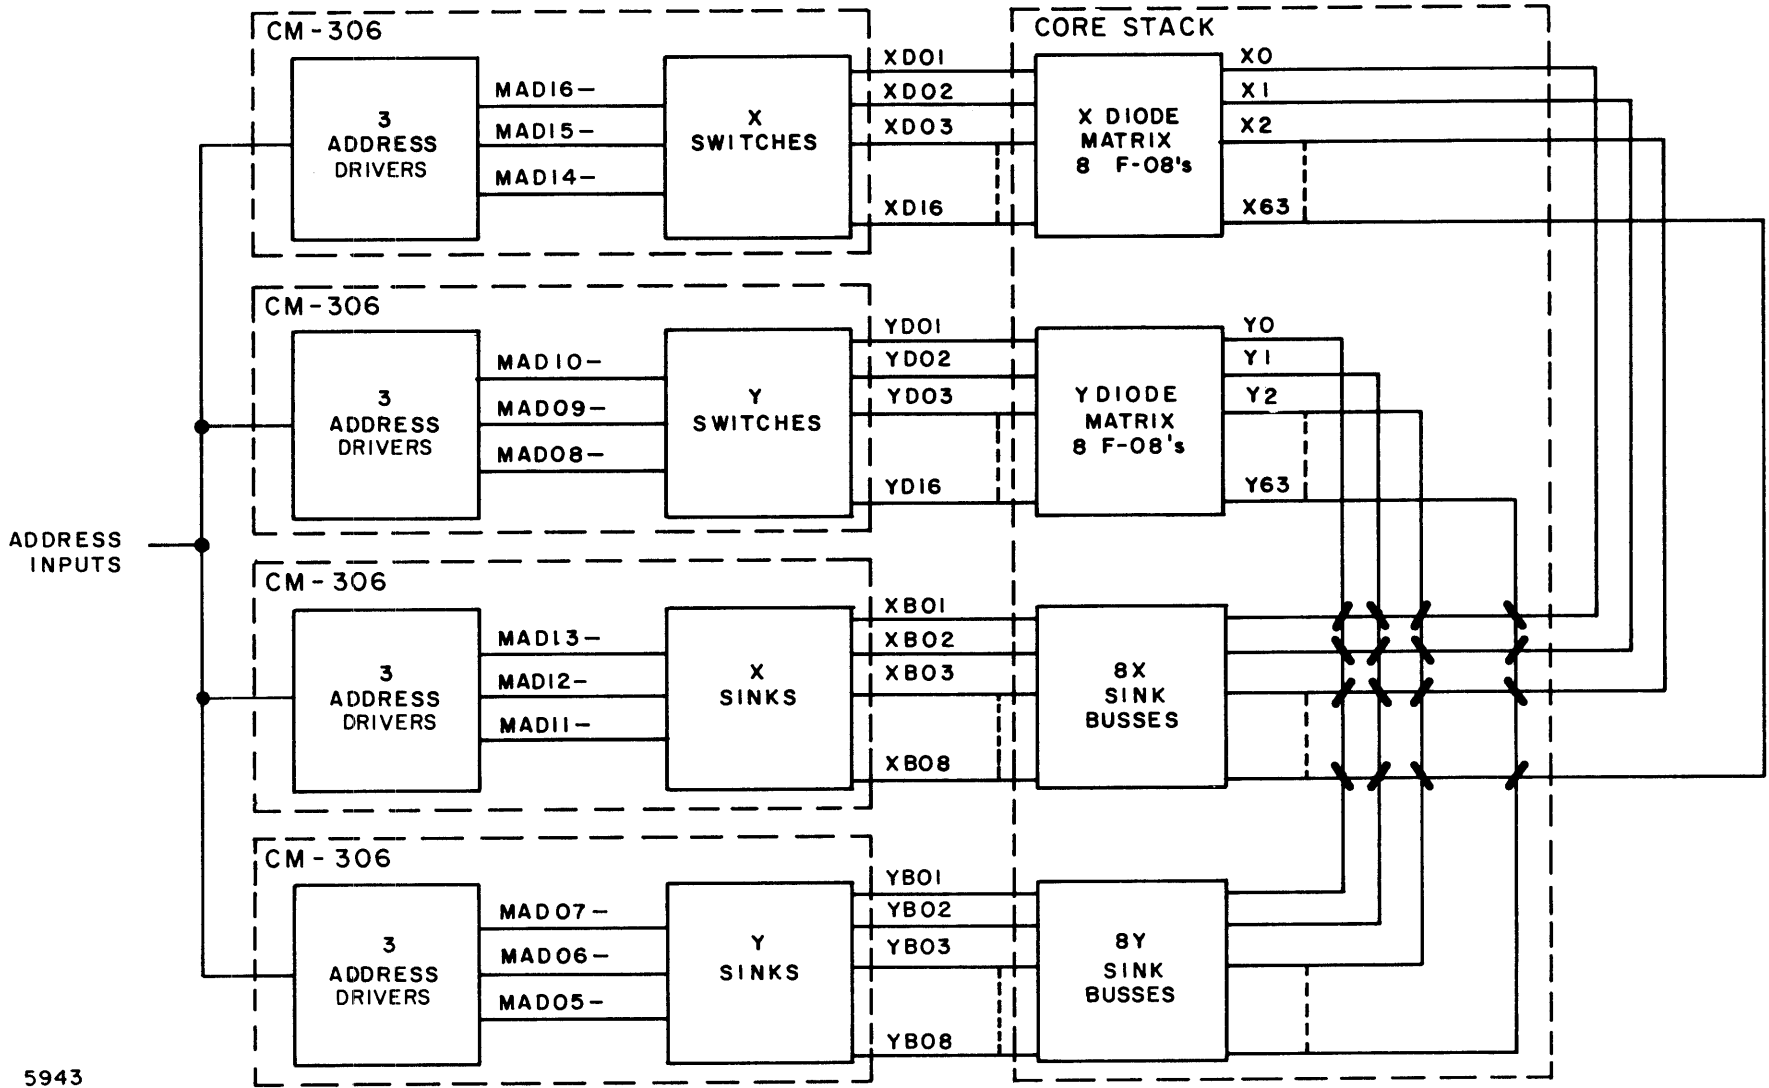 CM-306
CORE STACK
3
ADDRESS
DRIVERS
MAD16-
MAD15-
MAD14-
X
SWITCHES
XD01
XD02
XD03
XD16
X DIODE
MATRIX
8 F-08's
X0
X1
X2
X63
CM-306
3
ADDRESS
DRIVERS
MAD10-
MAD09-
MAD08-
Y
SWITCHES
YD01
YD02
YD03
YD16
Y DIODE
MATRIX
8 F-08's
Y0
Y1
Y2
Y63
ADDRESS
INPUTS
CM-306
3
ADDRESS
DRIVERS
MAD13-
MAD12-
MAD11-
X
SINKS
XB01
XB02
XB03
XB08
8X
SINK
BUSSES
CM-306
3
ADDRESS
DRIVERS
MAD07-
MAD06-
MAD05-
Y
SINKS
YB01
YB02
YB03
YB08
8Y
SINK
BUSSES
5943